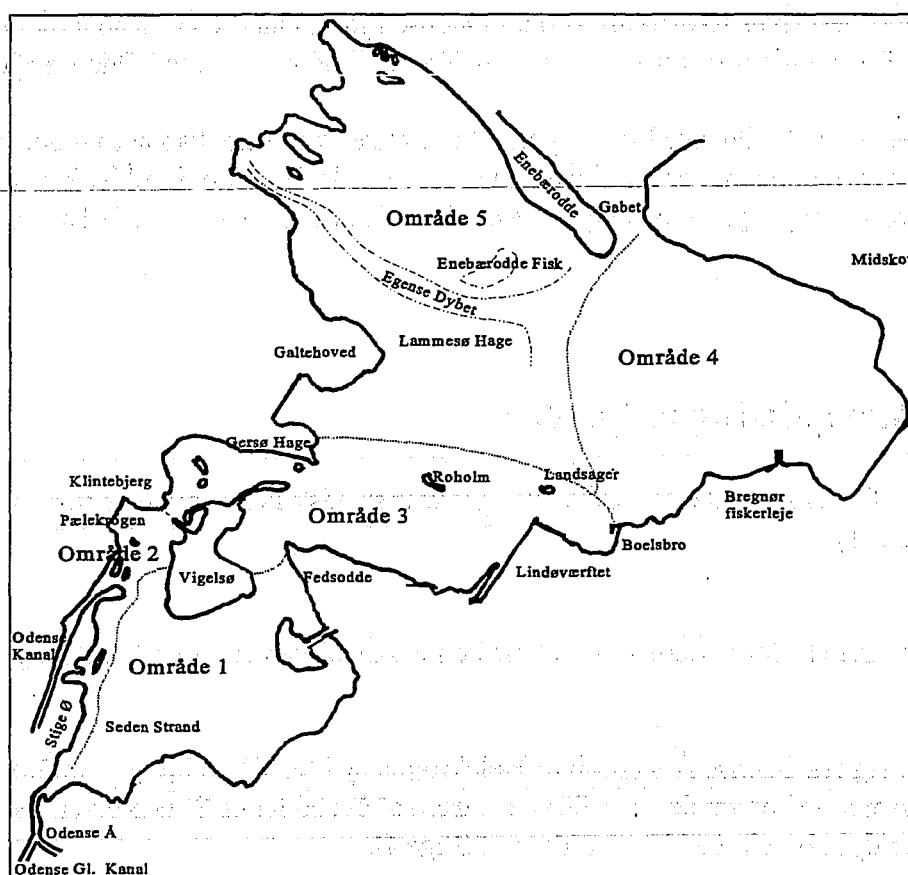 Enebærodde
Gabet
Område 5
Enebærodde Fisk
Midskov
Egense Dybet
Lammesø Hage
Galtehoved
Område 4
Gersø Hage
Klintebjerg
Roholm
Landsager
Bregnør
fiskerleje
Pælekrogen
Område 3
Boelsbro
Område 2
Vigelsø
Fedsodde
Lindøværftet
Odense
Kanal
Område 1
Stige Ø
Seden Strand
Odense Å
Odense Gl. Kanal